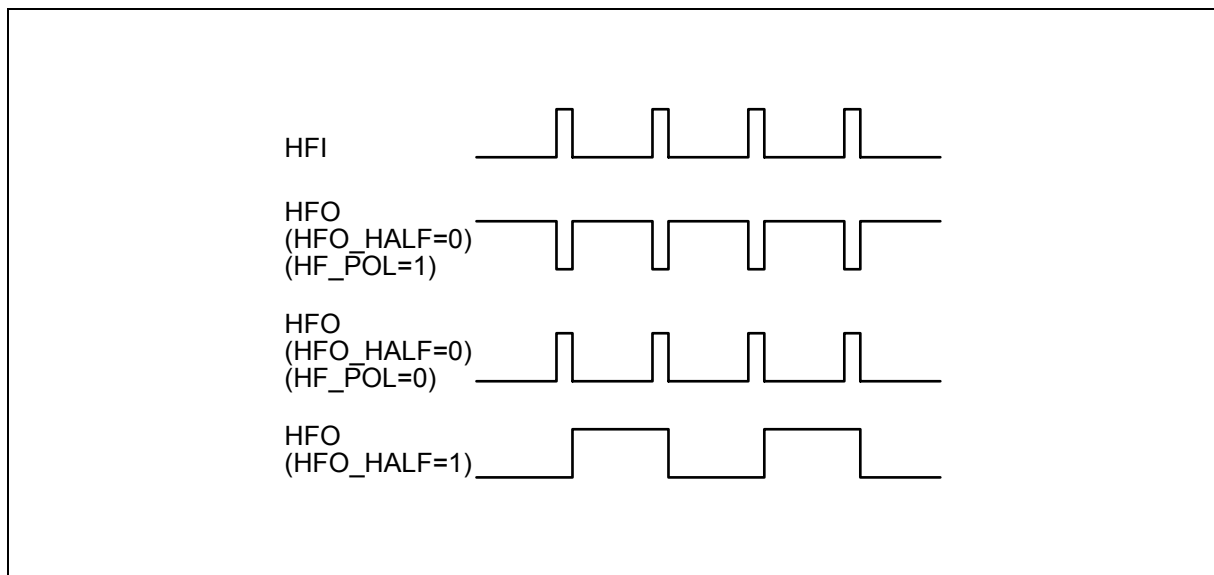 HFI
HFO
(HFO_HALF=0)
(HF_POL=1)
HFO
(HFO_HALF=0)
(HF_POL=0)
HFO
(HFO_HALF=1)